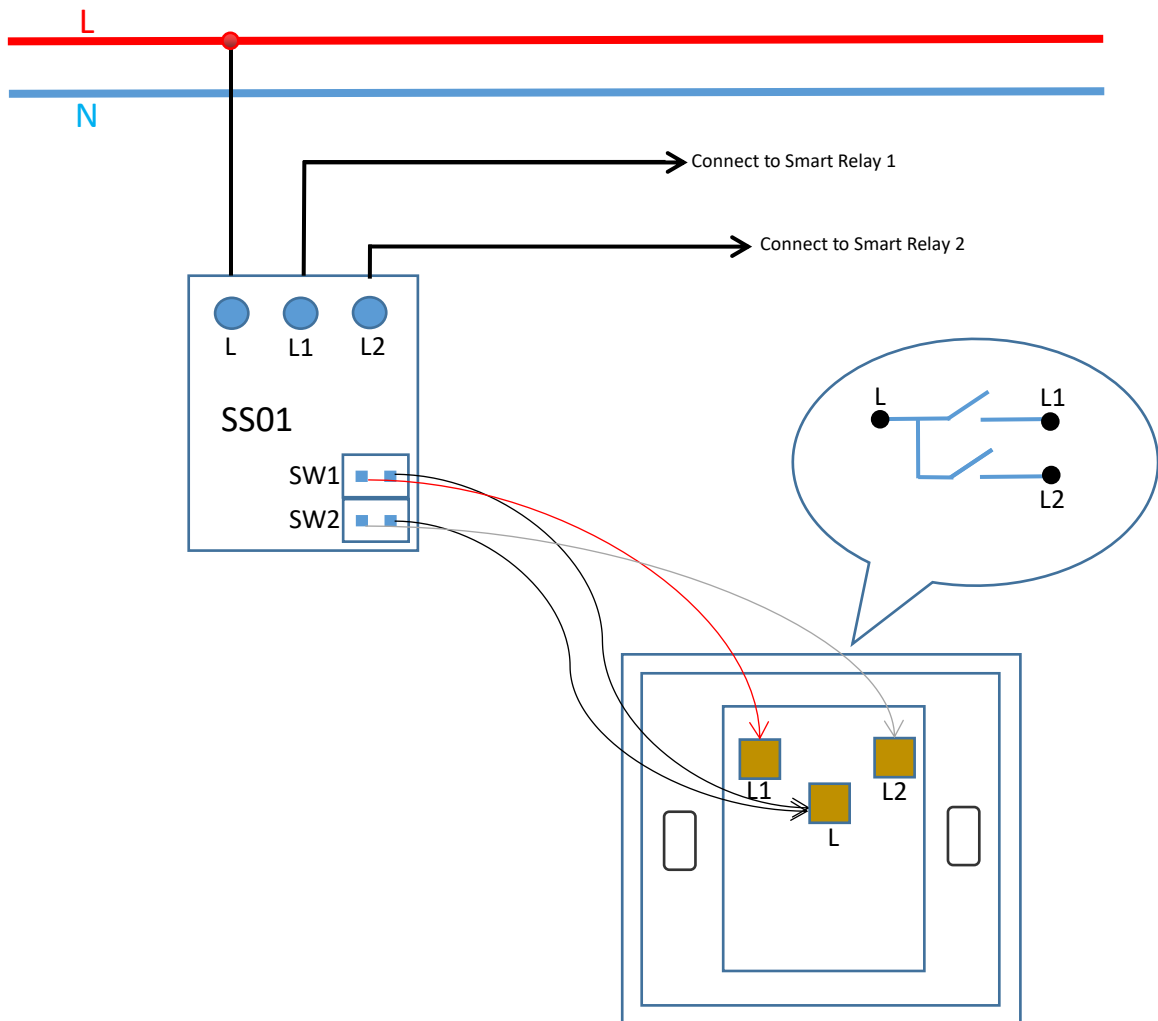 L
N
Connect to Smart Relay 1
Connect to Smart Relay 2
L L1 L2
SS01
SW1
SW2
L L1
L2
L1 L2
L